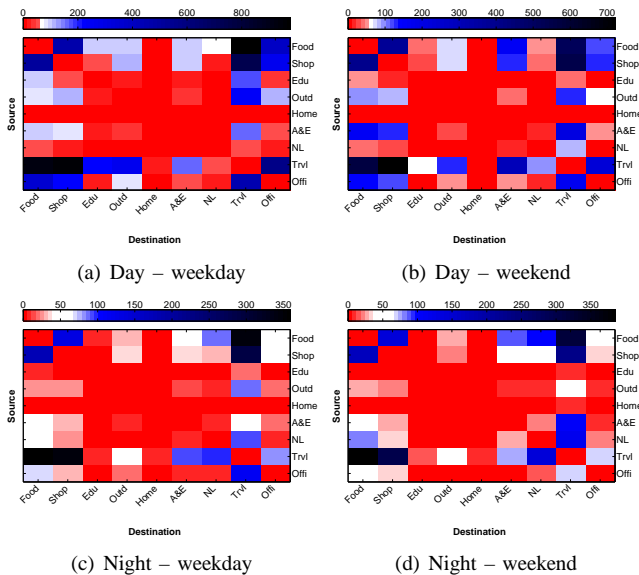 0 200 400 600 800
0 100 200 300 400 500 600 700
Food
Shop
Edu
Outd
Home
A&E
NL
Trvl
Offi
Source
Food Shop Edu Outd Home A&E NL Trvl Offi
Destination
Food
Shop
Edu
Outd
Home
A&E
NL
Trvl
Offi
Source
Food Shop Edu Outd Home A&E NL Trvl Offi
Destination
(a) Day – weekday
(b) Day – weekend
0 50 100 150 200 250 300 350
0 50 100 150 200 250 300 350
Food
Shop
Edu
Outd
Home
A&E
NL
Trvl
Offi
Source
Food Shop Edu Outd Home A&E NL Trvl Offi
Destination
Food
Shop
Edu
Outd
Home
A&E
NL
Trvl
Offi
Source
Food Shop Edu Outd Home A&E NL Trvl Offi
Destination
(c) Night – weekday
(d) Night – weekend